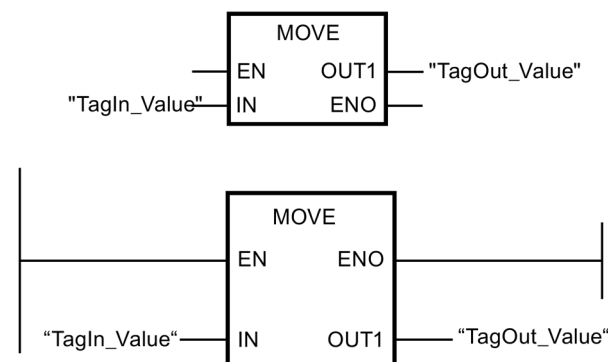 MOVE
EN OUT1 "TagOut_Value"
"TagIn_Value" IN ENO
MOVE
EN ENO
“TagIn_Value“ IN OUT1 “TagOut_Value“